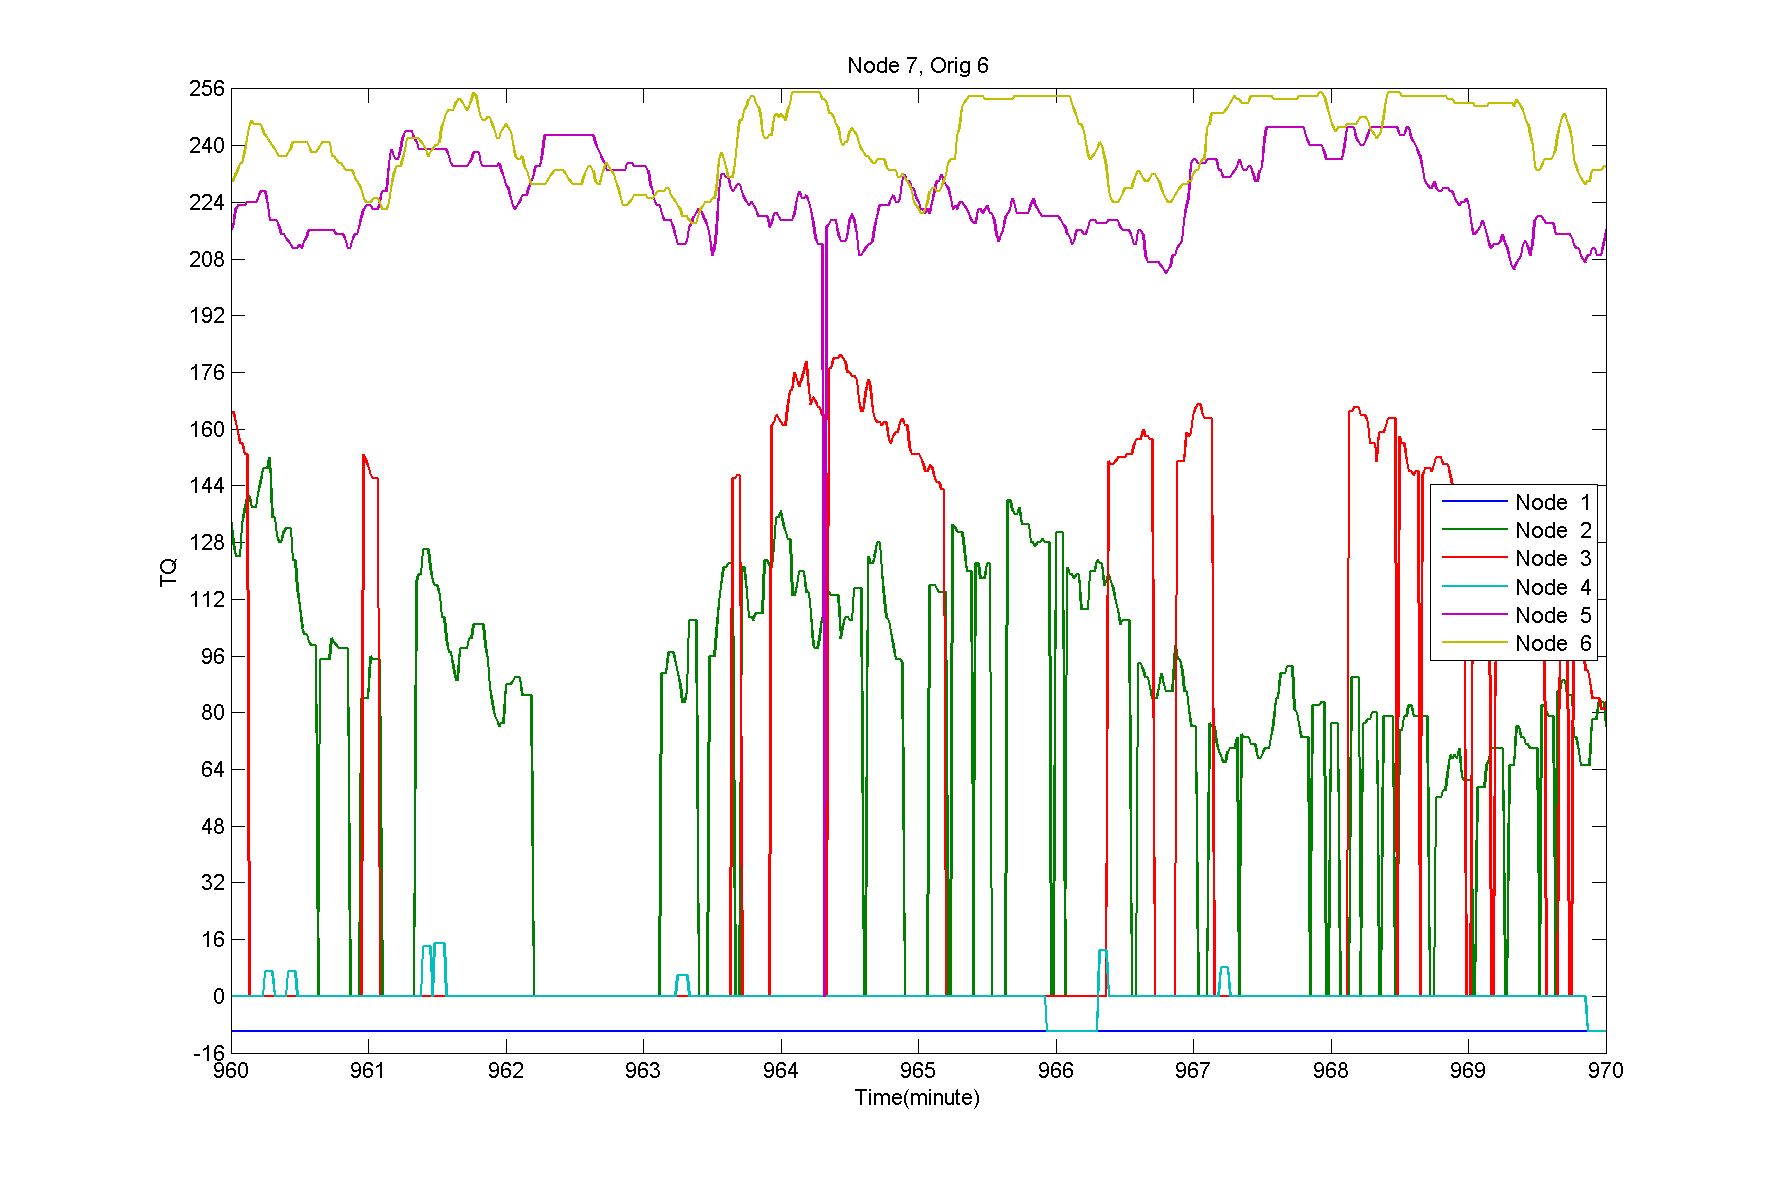 Node 7, Orig 6
256
240
224
208
192
176
160
144
128
112
96
80
64
48
32
16
0
-16
TQ
Node 1
Node 2
Node 3
Node 4
Node 5
Node 6
960 961 962 963 964 965 966 967 968 969 970
Time(minute)